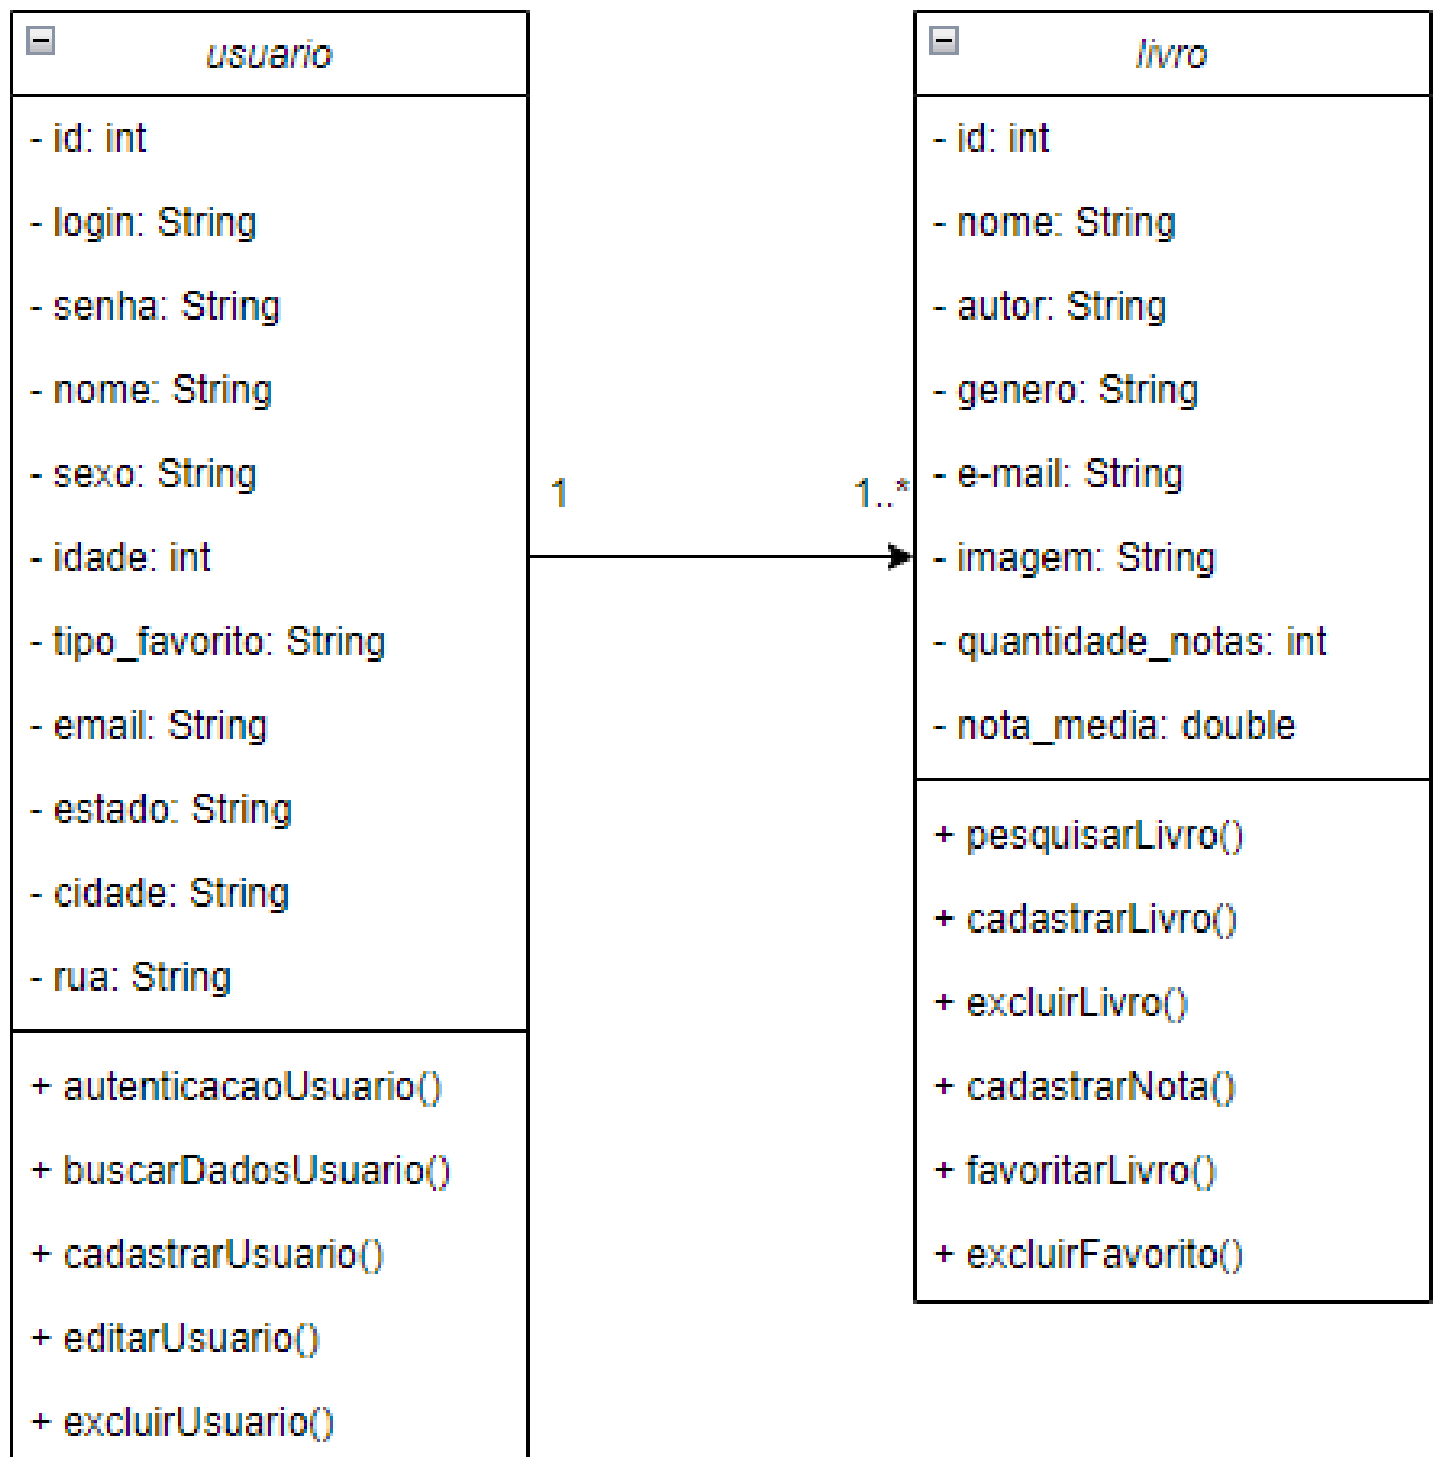 usuario
- id: int
- login: String
- senha: String
- nome: String
- sexo: String
- idade: int
- tipo_favorito: String
- email: String
- estado: String
- cidade: String
- rua: String
+ autenticacaoUsuario()
+ buscarDadosUsuario()
+ cadastrarUsuario()
+ editarUsuario()
+ excluirUsuario()
1
1..*
livro
- id: int
- nome: String
- autor: String
- genero: String
- e-mail: String
- imagem: String
- quantidade_notas: int
- nota_media: double
+ pesquisarLivro()
+ cadastrarLivro()
+ excluirLivro()
+ cadastrarNota()
+ favoritarLivro()
+ excluirFavorito()